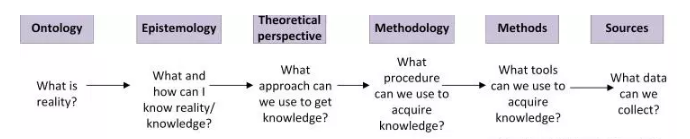 Ontology
Epistemology
Theoretical
perspective
Methodology
Methods
Sources
What is
reality?
What and
how can I
know reality/
knowledge?
What
approach can
we use to get
knowledge?
What
procedure
can we use to
acquire
knowledge?
What tools
can we use to
acquire
knowledge?
What data
can we
collect?